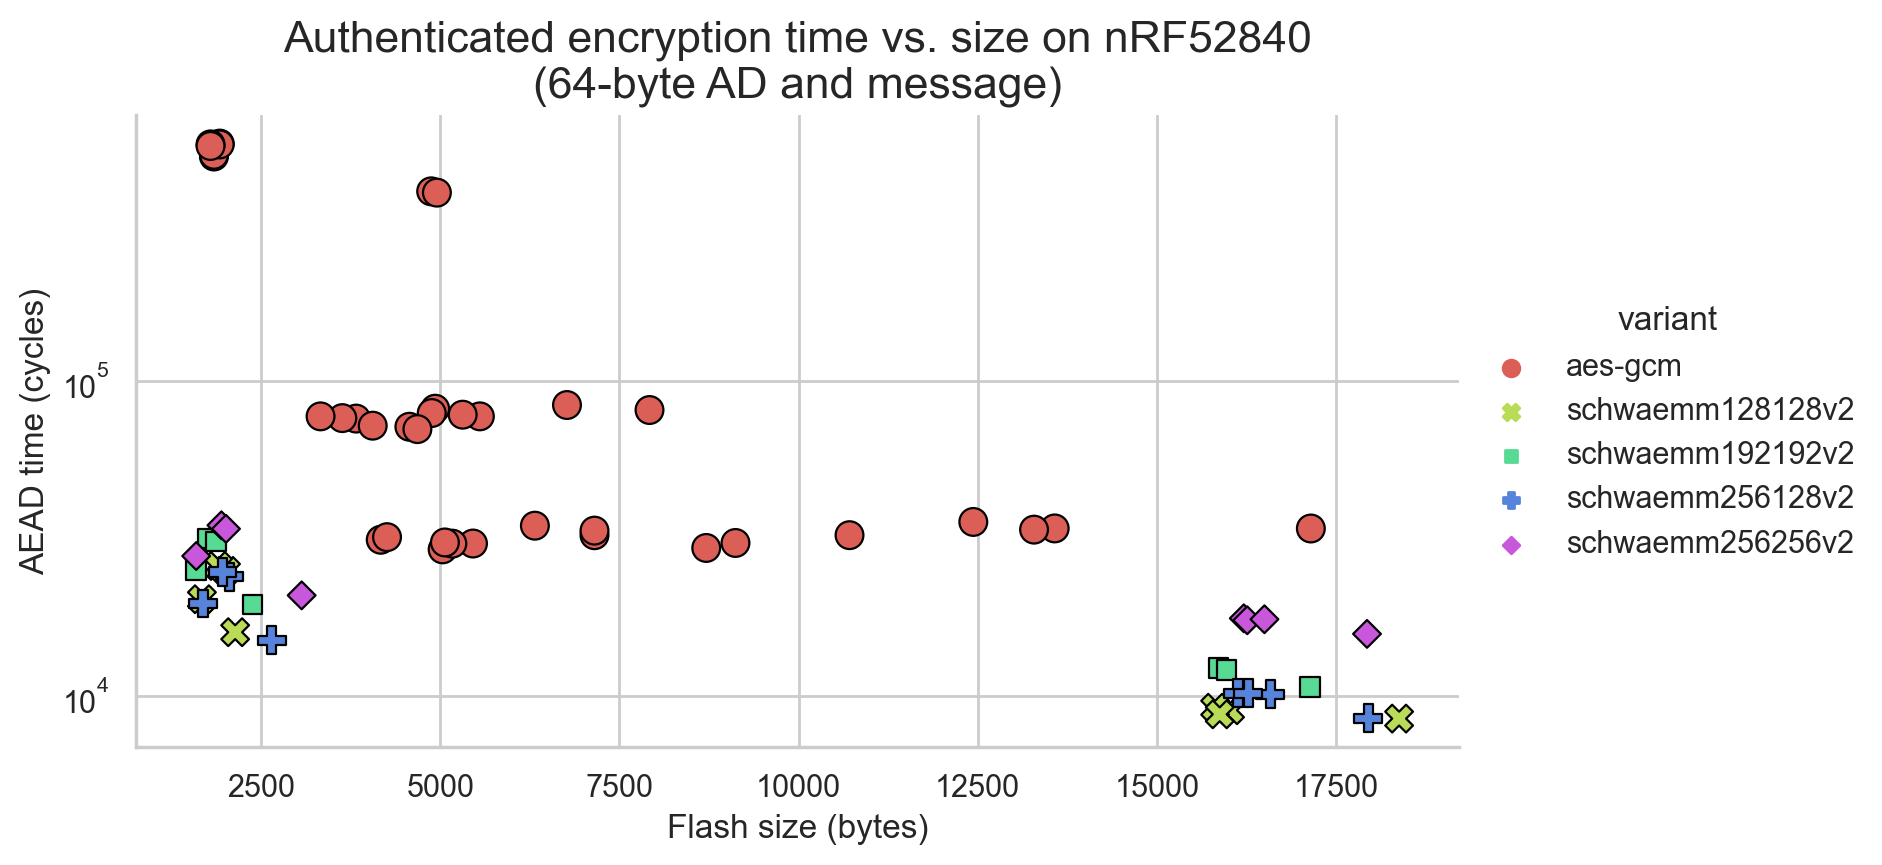 Authenticated encryption time vs. size on nRF52840
(64-byte AD and message)
AEAD time (cycles)
10^5
10^4
2500 5000 7500 10000 12500 15000 17500
Flash size (bytes)
variant
aes-gcm
schwaemm128128v2
schwaemm192192v2
schwaemm256128v2
schwaemm256256v2